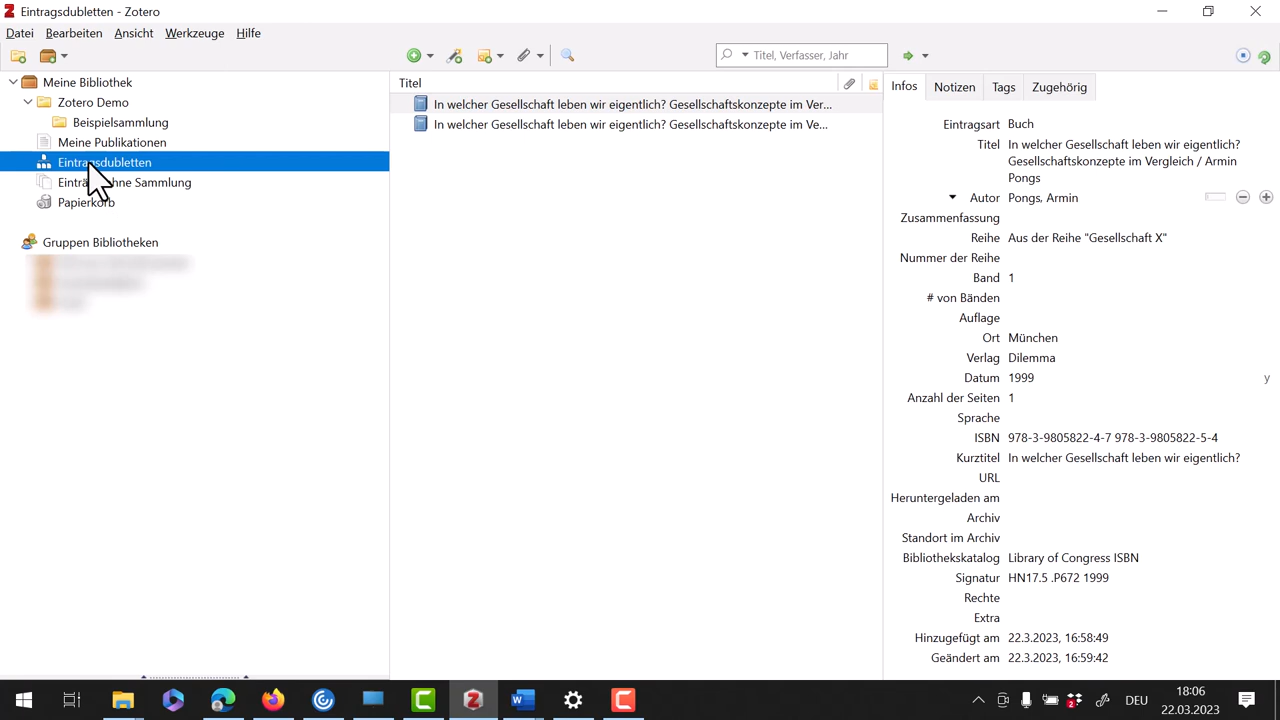 Eintragsdubletten - Zotero
Datei Bearbeiten Ansicht Werkzeuge Hilfe
Titel, Verfasser, Jahr
Meine Bibliothek
Zotero Demo
Beispielsammlung
Meine Publikationen
Eintragsdubletten
Einträge ohne Sammlung
Papierkorb
Gruppen Bibliotheken
Titel
In welcher Gesellschaft leben wir eigentlich? Gesellschaftskonzepte im Ver...
In welcher Gesellschaft leben wir eigentlich? Gesellschaftskonzepte im Ve...
Infos Notizen Tags Zugehörig
Eintragsart Buch
Titel In welcher Gesellschaft leben wir eigentlich?
Gesellschaftskonzepte im Vergleich / Armin
Pongs
Autor Pongs, Armin
Zusammenfassung
Reihe Aus der Reihe "Gesellschaft X"
Nummer der Reihe
Band 1
# von Bänden
Auflage
Ort München
Verlag Dilemma
Datum 1999 y
Anzahl der Seiten 1
Sprache
ISBN 978-3-9805822-4-7 978-3-9805822-5-4
Kurztitel In welcher Gesellschaft leben wir eigentlich?
URL
Heruntergeladen am
Archiv
Standort im Archiv
Bibliothekskatalog Library of Congress ISBN
Signatur HN17.5 .P672 1999
Rechte
Extra
Hinzugefügt am 22.3.2023, 16:58:49
Geändert am 22.3.2023, 16:59:42
DEU
18:06
22.03.2023